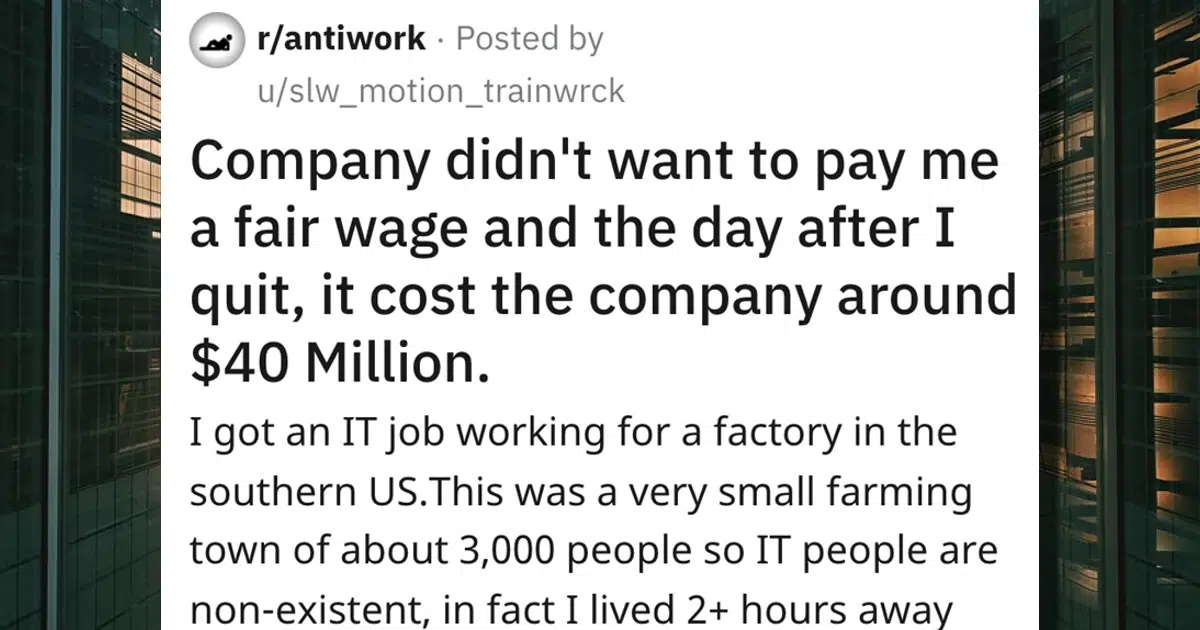 r/antiwork · Posted by
u/slw_motion_trainwrck
Company didn't want to pay me
a fair wage and the day after I
quit, it cost the company around
$40 Million.
I got an IT job working for a factory in the
southern US.This was a very small farming
town of about 3,000 people so IT people are
non-existent, in fact I lived 2+ hours away